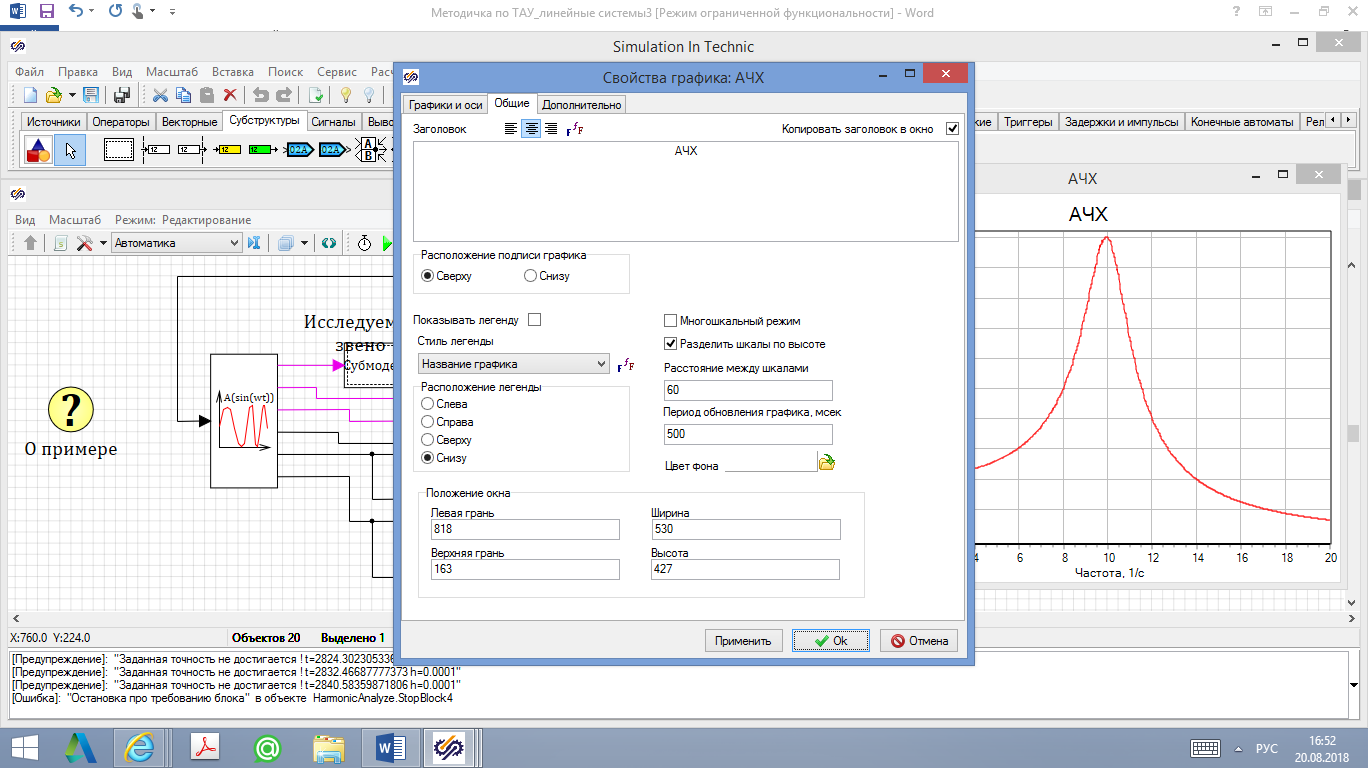 Методичка по ТАУ_линейные системы3 [Режим ограниченной функциональности] - Word
Simulation In Technic
Файл Правка Вид Масштаб Вставка Поиск Сервис
Источники Операторы Векторные Субструктуры Сигналы
Триггеры Задержки и импульсы Конечные автоматы
Вид Масштаб Режим: Редактирование
Автоматика
Исследуем
звено
Субмоде
A(sin(wt))
?
О примере
X:760.0 Y:224.0
Объектов 20
Выделено 1
Свойства графика: АЧХ
Графики и оси Общие Дополнительно
Заголовок
Копировать заголовок в окно
АЧХ
Расположение подписи графика
Сверху Снизу
Показывать легенду
Стиль легенды
Название графика
Расположение легенды
Слева
Справа
Сверху
Снизу
Многошкальный режим
Разделить шкалы по высоте
Расстояние между шкалами
60
Период обновления графика, мсек
500
Цвет фона
Положение окна
Левая грань
818
Ширина
530
Верхняя грань
163
Высота
427
Применить Ok Отмена
АЧХ
АЧХ
4 6 8 10 12 14 16 18 20
Частота, 1/с
[Предупреждение]: "Заданная точность не достигается ! t=2824.302305336
[Предупреждение]: "Заданная точность не достигается ! t=2832.46687777373 h=0.0001"
[Предупреждение]: "Заданная точность не достигается ! t=2840.58359871806 h=0.0001"
[Ошибка]: "Остановка про требованию блока" в объекте HarmonicAnalyze.StopBlock4
РУС
16:52
20.08.2018